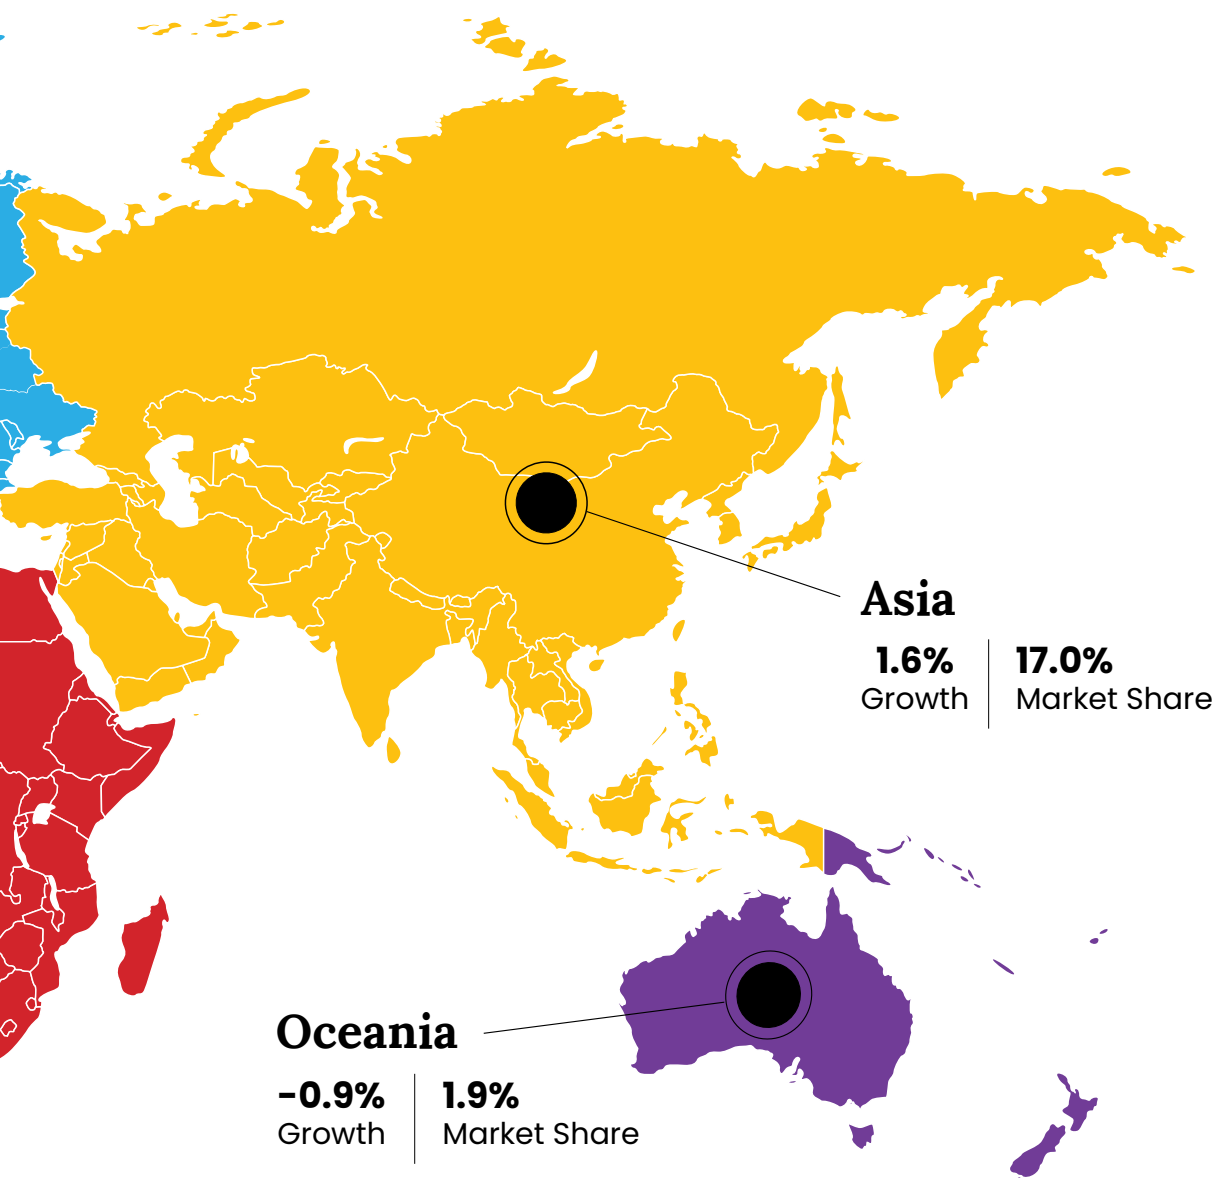 Asia
1.6%
Growth
17.0%
Market Share
Oceania
-0.9%
Growth
1.9%
Market Share